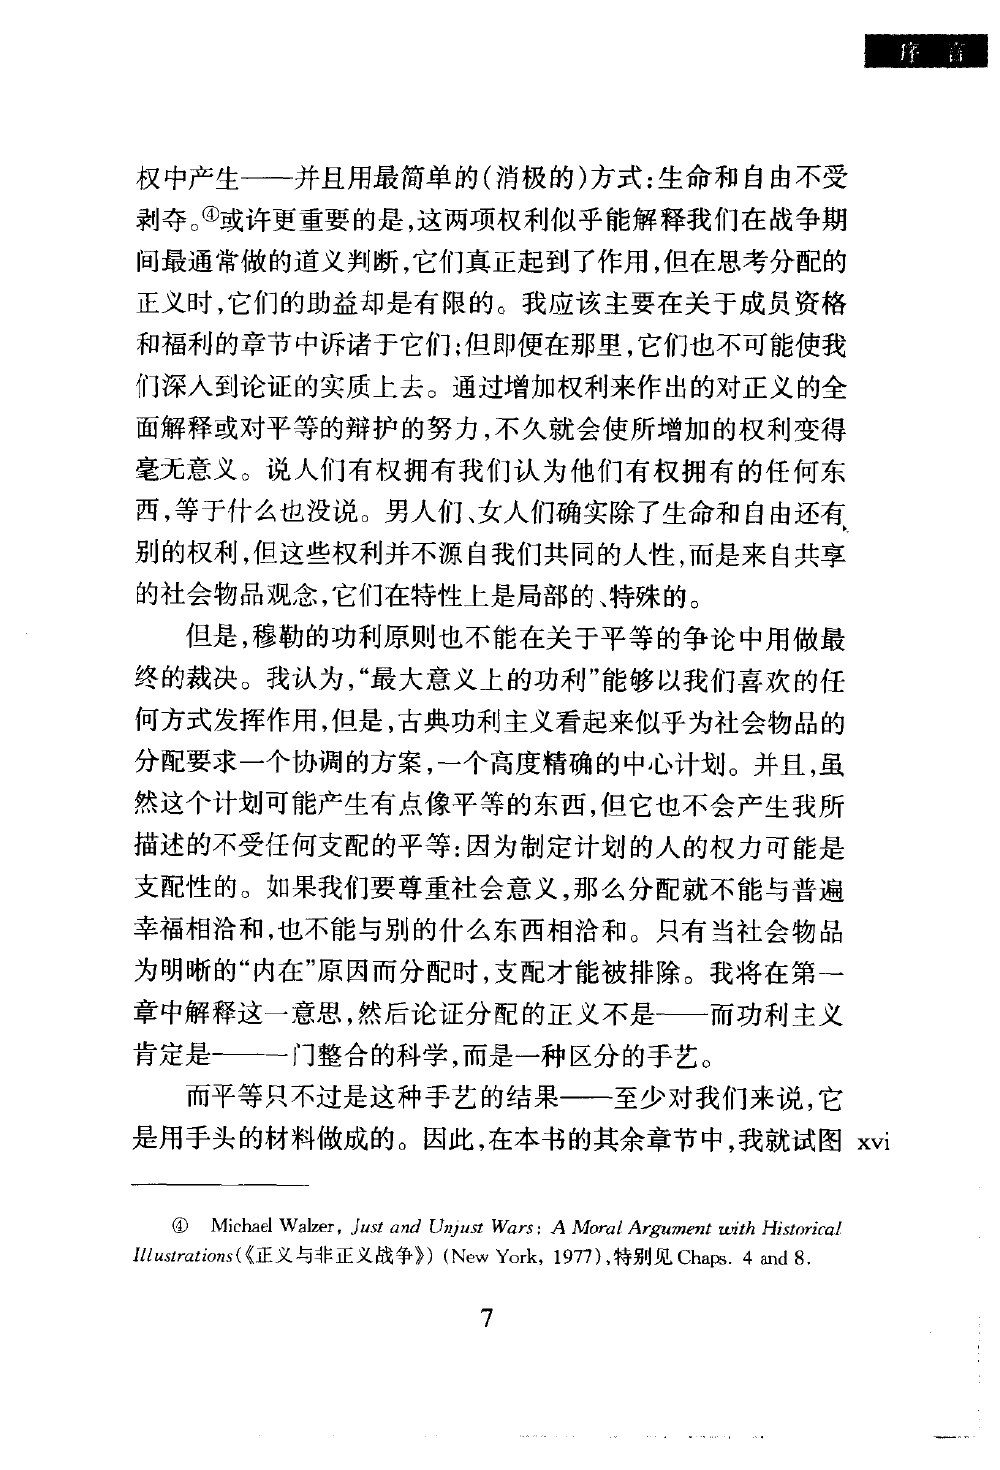 序 言
权中产生——并且用最简单的(消极的)方式:生命和自由不受
剥夺。④或许更重要的是,这两项权利似乎能解释我们在战争期
间最通常做的道义判断,它们真正起到了作用,但在思考分配的
正义时,它们的助益却是有限的。我应该主要在关于成员资格
和福利的章节中诉诸于它们;但即便在那里,它们也不可能使我
们深入到论证的实质上去。通过增加权利来作出的对正义的全
面解释或对平等的辩护的努力,不久就会使所增加的权利变得
毫无意义。说人们有权拥有我们认为他们有权拥有的任何东
西,等于什么也没说。男人们、女人们确实除了生命和自由还有
别的权利,但这些权利并不源自我们共同的人性,而是来自共享
的社会物品观念,它们在特性上是局部的、特殊的。
但是,穆勒的功利原则也不能在关于平等的争论中用做最
终的裁决。我认为,“最大意义上的功利”能够以我们喜欢的任
何方式发挥作用,但是,古典功利主义看起来似乎为社会物品的
分配要求一个协调的方案,一个高度精确的中心计划。并且,虽
然这个计划可能产生有点像平等的东西,但它也不会产生我所
描述的不受任何支配的平等:因为制定计划的人的权力可能是
支配性的。如果我们要尊重社会意义,那么分配就不能与普遍
幸福相洽和,也不能与别的什么东西相洽和。只有当社会物品
为明晰的“内在”原因而分配时,支配才能被排除。我将在第一
章中解释这一意思,然后论证分配的正义不是——而功利主义
肯定是——一门整合的科学,而是一种区分的手艺。
而平等只不过是这种手艺的结果——至少对我们来说,它
是用手头的材料做成的。因此,在本书的其余章节中,我就试图 xvi
④ Michael Walzer, Just and Unjust Wars: A Moral Argument with Historical
Illustrations(《正义与非正义战争》) (New York, 1977),特别见 Chaps. 4 and 8.
7